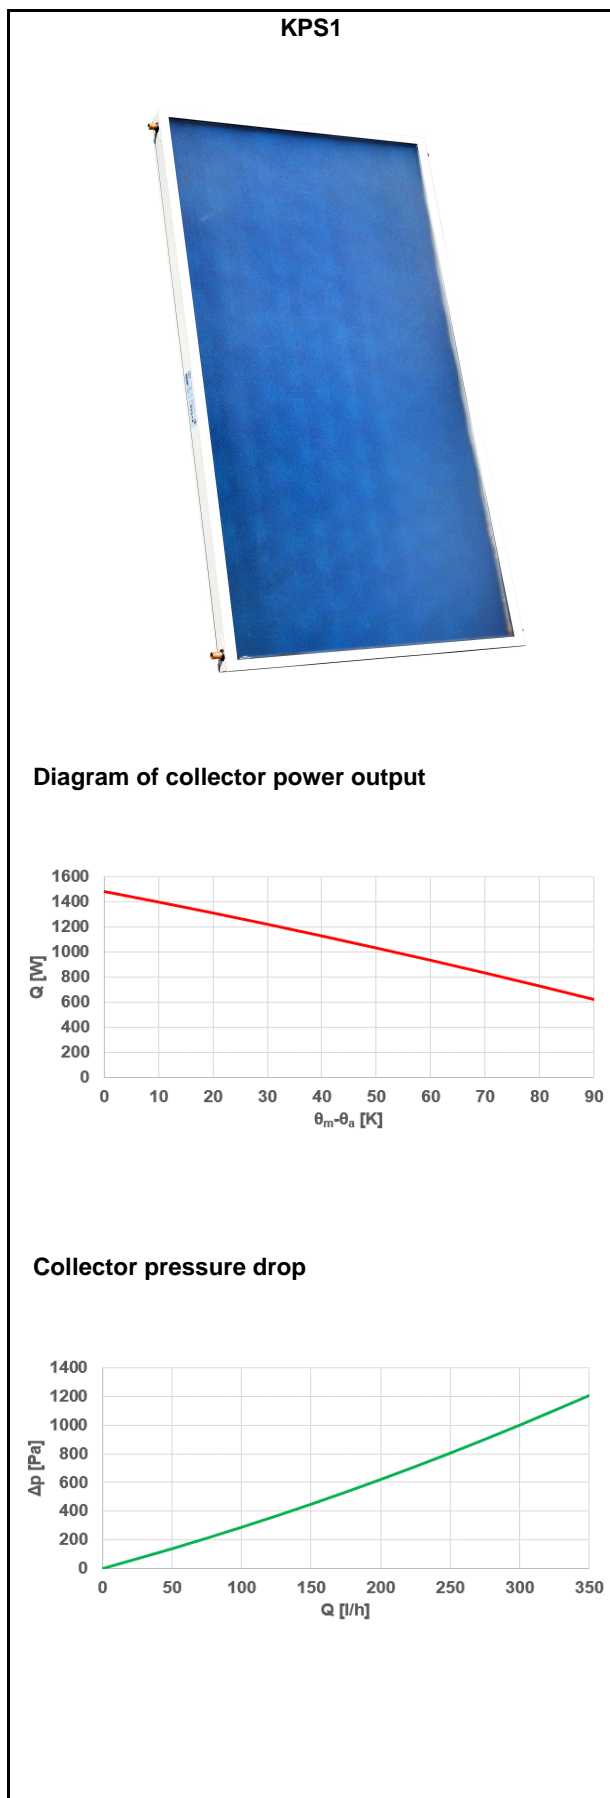 KPS1
Diagram of collector power output
1600
1400
1200
1000
800
600
400
200
0
Q [W]
0 10 20 30 40 50 60 70 80 90
θm-θa [K]
Collector pressure drop
1400
1200
1000
800
600
400
200
0
Δp [Pa]
0 50 100 150 200 250 300 350
Q [l/h]